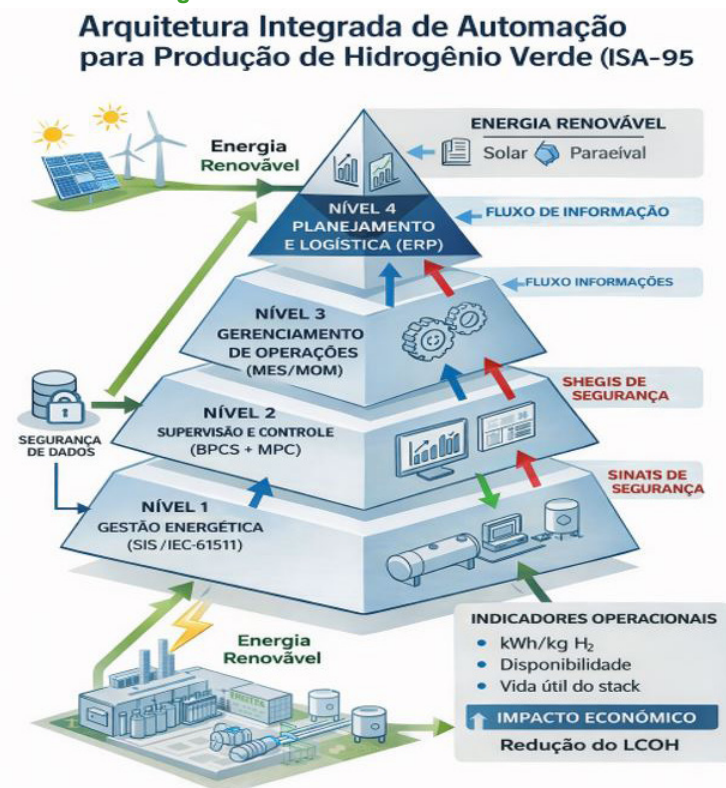 Arquitetura Integrada de Automação
para Produção de Hidrogênio Verde (ISA-95
ENERGIA RENOVÁVEL
Solar
Paraeíval
Energia
Renovável
NÍVEL 4
PLANEJAMENTO
E LOGÍSTICA (ERP)
FLUXO DE INFORMAÇÃO
FLUXO INFORMAÇÕES
NÍVEL 3
GERENCIAMENTO
DE OPERAÇÕES
(MES/MOM)
SHEGIS DE
SEGURANÇA
NÍVEL 2
SUPERVISÃO E CONTROLE
(BPCS + MPC)
SEGURANÇA
DE DADOS
SINATS DE
SEGURANÇA
NÍVEL 1
GESTÃO ENERGÉTICA
(SIS /IEC-61511)
Energia
Renovável
INDICADORES OPERACIONAIS
• kWh/kg H₂
• Disponibilidade
• Vida útil do stack
IMPACTO ECONÓMICO
Redução do LCOH